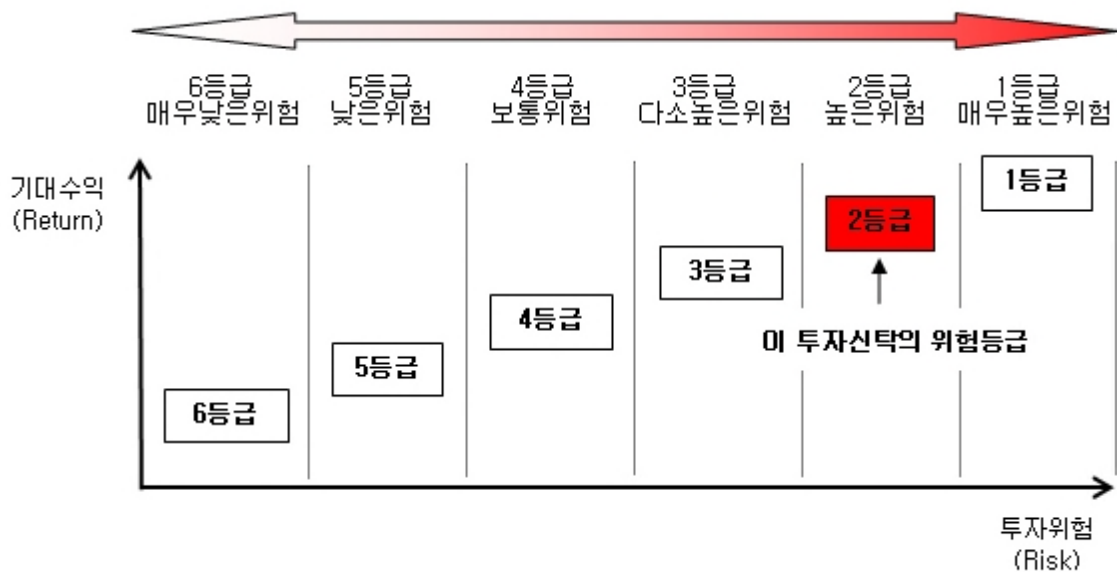 6등급 5등급 4등급 3등급 2등급 1등급
매우낮은위험 낮은위험 보통위험 다소높은위험 높은위험 매우높은위험
기대수익
(Return)
1등급
2등급
3등급
4등급
이 투자신탁의 위험등급
5등급
6등급
투자위험
(Risk)